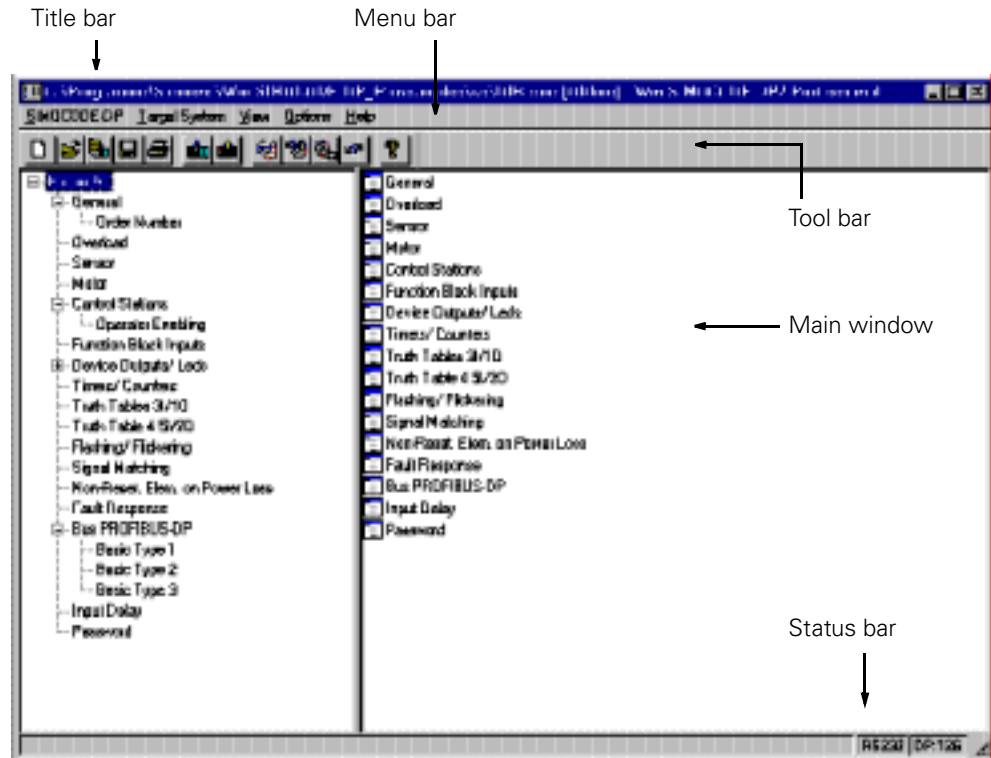 Title bar
Menu bar
SIMOCODE-DP Target System View Options Help
Tool bar
General
Order Number
Overload
Sensor
Motor
Control Stations
Operator Enabling
Function Block Inputs
Device Outputs/ Leds
Timers/ Counters
Truth Tables 3I/1O
Truth Table 4 5I/2O
Flashing/ Flickering
Signal Matching
Non-Reset. Elem. on Power Loss
Fault Response
Bus PROFIBUS-DP
Basic Type 1
Basic Type 2
Basic Type 3
Input Delay
Password
General
Overload
Sensor
Motor
Control Stations
Function Block Inputs
Device Outputs/ Leds
Timers/ Counters
Truth Tables 3I/1O
Truth Table 4 5I/2O
Flashing/ Flickering
Signal Matching
Non-Reset. Elem. on Power Loss
Fault Response
Bus PROFIBUS-DP
Input Delay
Password
Main window
Status bar
RS232 DP:126